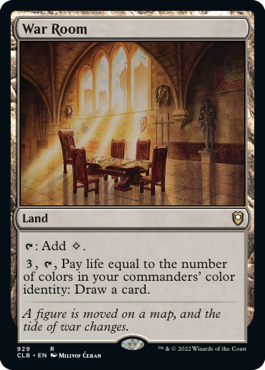 War Room
Land
: Add .
3, , Pay life equal to the number
of colors in your commanders' color
identity: Draw a card.
A figure is moved on a map, and the
tide of war changes.
929 R
CLB • EN Milivoj Ćeran
™ & © 2022 Wizards of the Coast